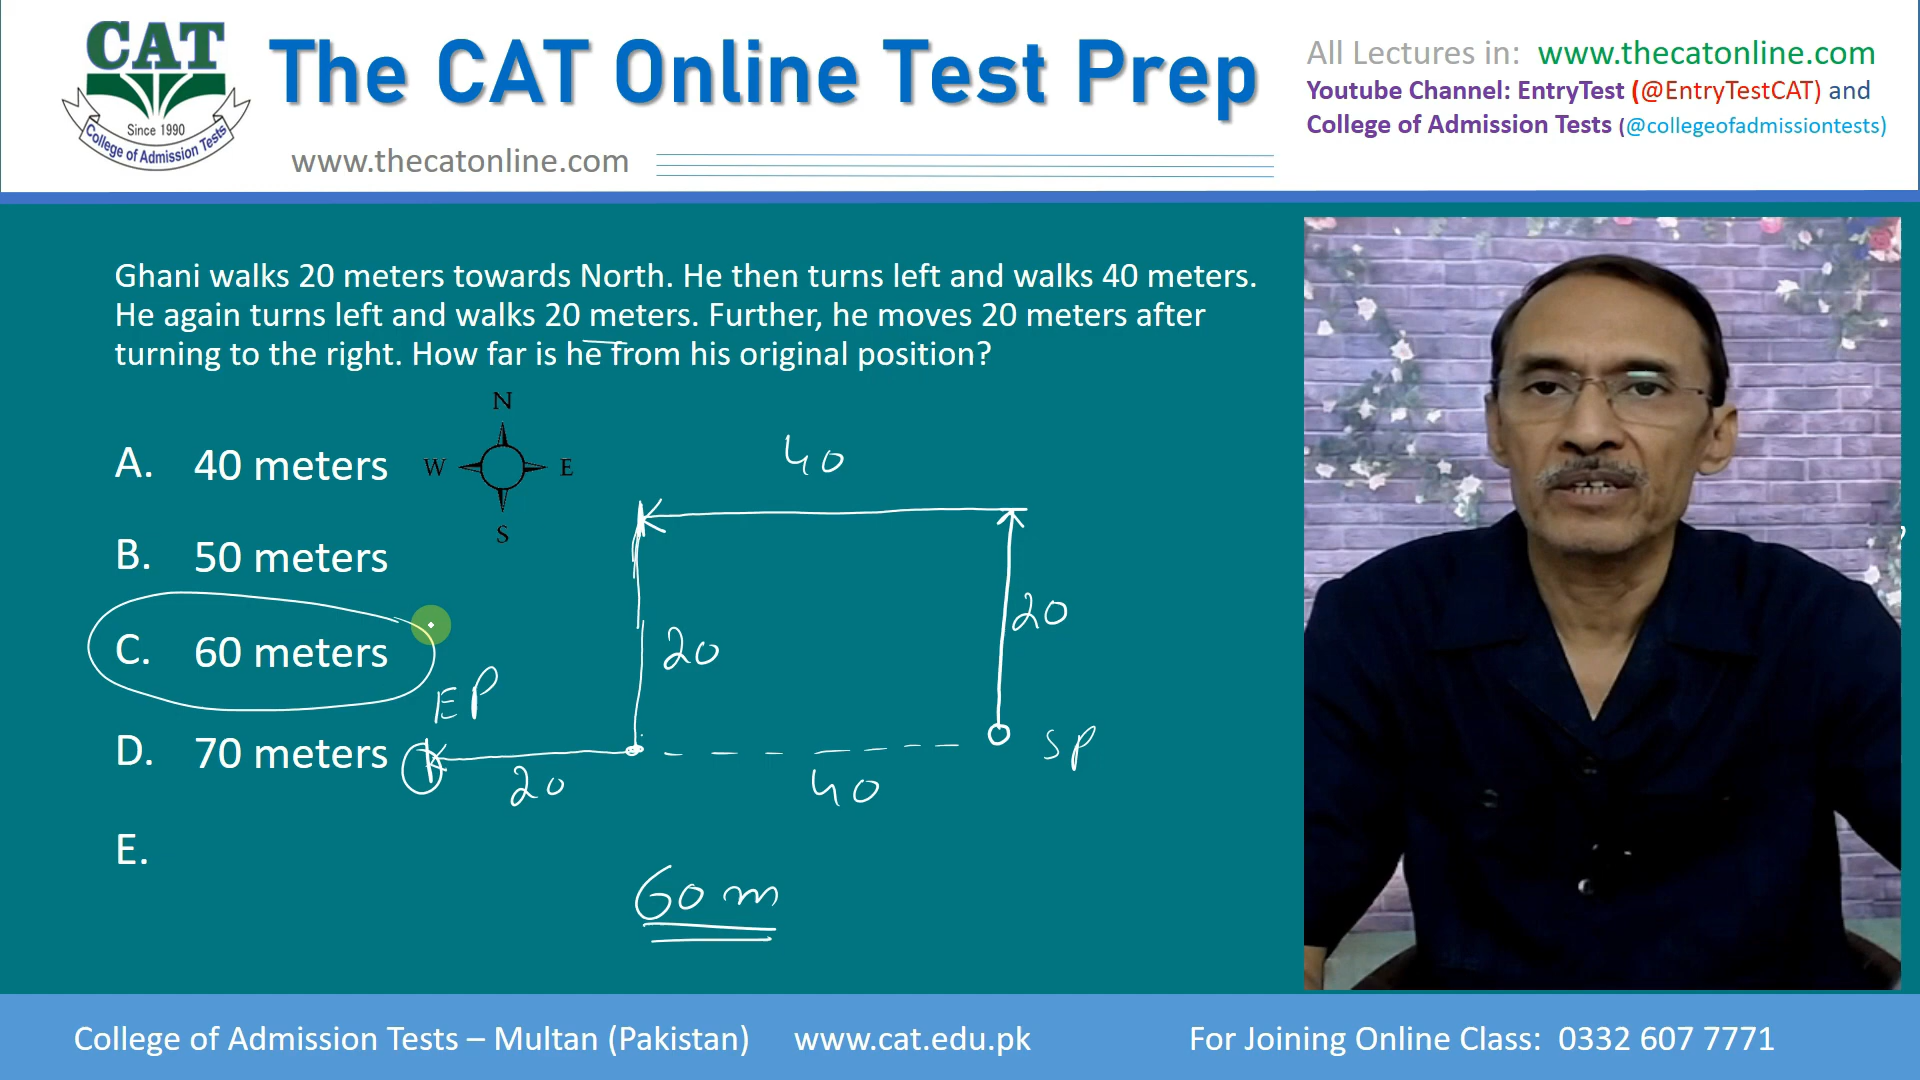 CAT
Since 1990
College of Admission Tests
The CAT Online Test Prep
www.thecatonline.com
All Lectures in: www.thecatonline.com
Youtube Channel: EntryTest (@EntryTestCAT) and
College of Admission Tests (@collegeofadmissiontests)
Ghani walks 20 meters towards North. He then turns left and walks 40 meters.
He again turns left and walks 20 meters. Further, he moves 20 meters after
turning to the right. How far is he from his original position?
N
W E
S
A. 40 meters
B. 50 meters
C. 60 meters
D. 70 meters
E.
40
20
20
EP
SP
20
40
60 m
College of Admission Tests – Multan (Pakistan) www.cat.edu.pk For Joining Online Class: 0332 607 7771